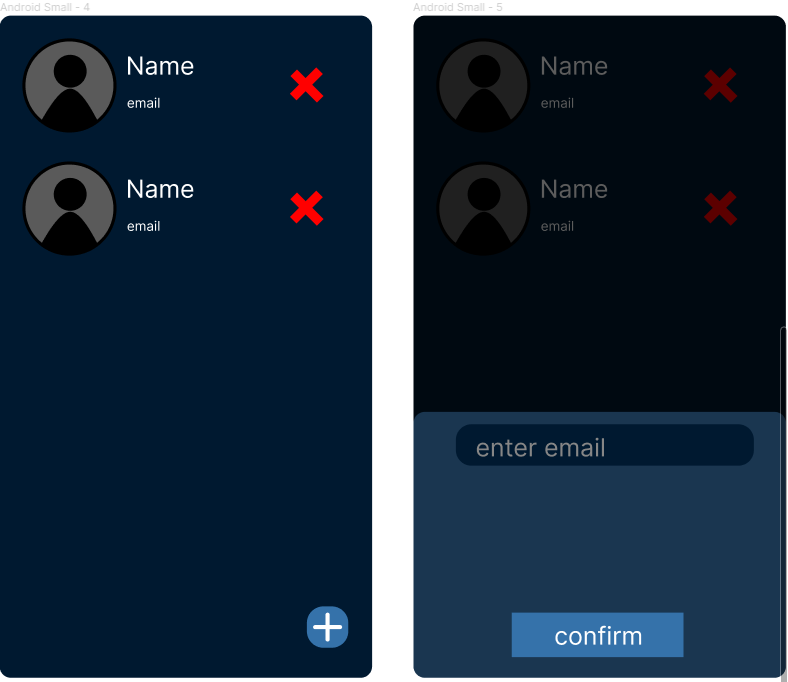 Android Small - 4
Name
email
Name
email
Android Small - 5
Name
email
Name
email
enter email
confirm